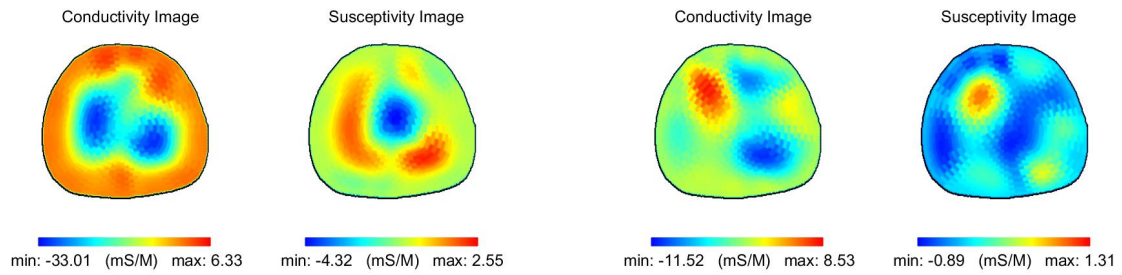 Conductivity Image Susceptivity Image Conductivity Image Susceptivity Image
min: -33.01 (mS/M) max: 6.33 min: -4.32 (mS/M) max: 2.55 min: -11.52 (mS/M) max: 8.53 min: -0.89 (mS/M) max: 1.31